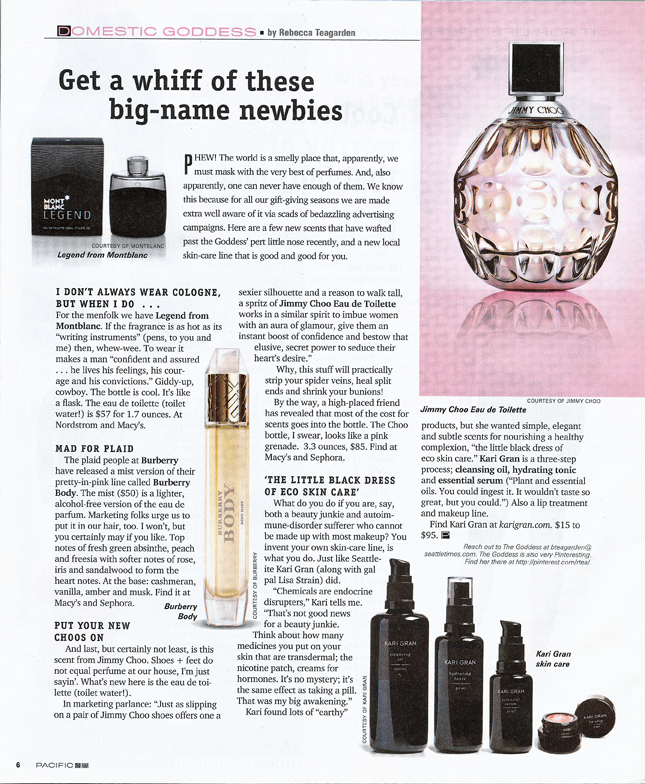 DOMESTIC GODDESS ▪ by Rebecca Teagarden
Get a whiff of these
big-name newbies
MONT
BLANC
LEGEND
COURTESY OF MONTBLANC
Legend from Montblanc
PHEW! The world is a smelly place that, apparently, we
must mask with the very best of perfumes. And, also
apparently, one can never have enough of them. We know
this because for all our gift-giving seasons we are made
extra well aware of it via scads of bedazzling advertising
campaigns. Here are a few new scents that have wafted
past the Goddess' pert little nose recently, and a new local
skin-care line that is good and good for you.
JIMMY CHOO
COURTESY OF JIMMY CHOO
Jimmy Choo Eau de Toilette
I DON'T ALWAYS WEAR COLOGNE,
BUT WHEN I DO . . .
For the menfolk we have Legend from
Montblanc. If the fragrance is as hot as its
"writing instruments" (pens, to you and
me) then, whew-wee. To wear it
makes a man "confident and assured
. . . he lives his feelings, his cour-
age and his convictions." Giddy-up,
cowboy. The bottle is cool. It's like
a flask. The eau de toilette (toilet
water!) is $57 for 1.7 ounces. At
Nordstrom and Macy's.
MAD FOR PLAID
The plaid people at Burberry
have released a mist version of their
pretty-in-pink line called Burberry
Body. The mist ($50) is a lighter,
alcohol-free version of the eau de
parfum. Marketing folks urge us to
put it in our hair, too. I won't, but
you certainly may if you like. Top
notes of fresh green absinthe, peach
and freesia with softer notes of rose,
iris and sandalwood to form the
heart notes. At the base: cashmeran,
vanilla, amber and musk. Find it at
Macy's and Sephora.
Burberry
Body
BURBERRY
BODY
BODY MIST
COURTESY OF BURBERRY
PUT YOUR NEW
CHOOS ON
And last, but certainly not least, is this
scent from Jimmy Choo. Shoes + feet do
not equal perfume at our house, I'm just
sayin'. What's new here is the eau de toi-
lette (toilet water!).
In marketing parlance: "Just as slipping
on a pair of Jimmy Choo shoes offers one a
sexier silhouette and a reason to walk tall,
a spritz of Jimmy Choo Eau de Toilette
works in a similar spirit to imbue women
with an aura of glamour, give them an
instant boost of confidence and bestow that
elusive, secret power to seduce their
heart's desire."
Why, this stuff will practically
strip your spider veins, heal split
ends and shrink your bunions!
By the way, a high-placed friend
has revealed that most of the cost for
scents goes into the bottle. The Choo
bottle, I swear, looks like a pink
grenade. 3.3 ounces, $85. Find at
Macy's and Sephora.
'THE LITTLE BLACK DRESS
OF ECO SKIN CARE'
What do you do if you are, say,
both a beauty junkie and autoim-
mune-disorder sufferer who cannot
be made up with most makeup? You
invent your own skin-care line, is
what you do. Just like Seattle-
ite Kari Gran (along with gal
pal Lisa Strain) did.
"Chemicals are endocrine
disrupters," Kari tells me.
"That's not good news
for a beauty junkie.
Think about how many
medicines you put on your
skin that are transdermal; the
nicotine patch, creams for
hormones. It's no mystery; it's
the same effect as taking a pill.
That was my big awakening."
Kari found lots of "earthy"
products, but she wanted simple, elegant
and subtle scents for nourishing a healthy
complexion, "the little black dress of
eco skin care." Kari Gran is a three-step
process; cleansing oil, hydrating tonic
and essential serum ("Plant and essential
oils. You could ingest it. It wouldn't taste so
great, but you could.") Also a lip treatment
and makeup line.
Find Kari Gran at karigran.com. $15 to
$95.
Reach out to The Goddess at bteagarden@
seattletimes.com. The Goddess is also very Pinteresting.
Find her there at http://pinterest.com/rteal.
KARI GRAN
cleansing
oil
KARI GRAN
hydrating
tonic
KARI GRAN
essential
serum
KARI GRAN
Kari Gran
skin care
COURTESY OF KARI GRAN
6 PACIFIC NW